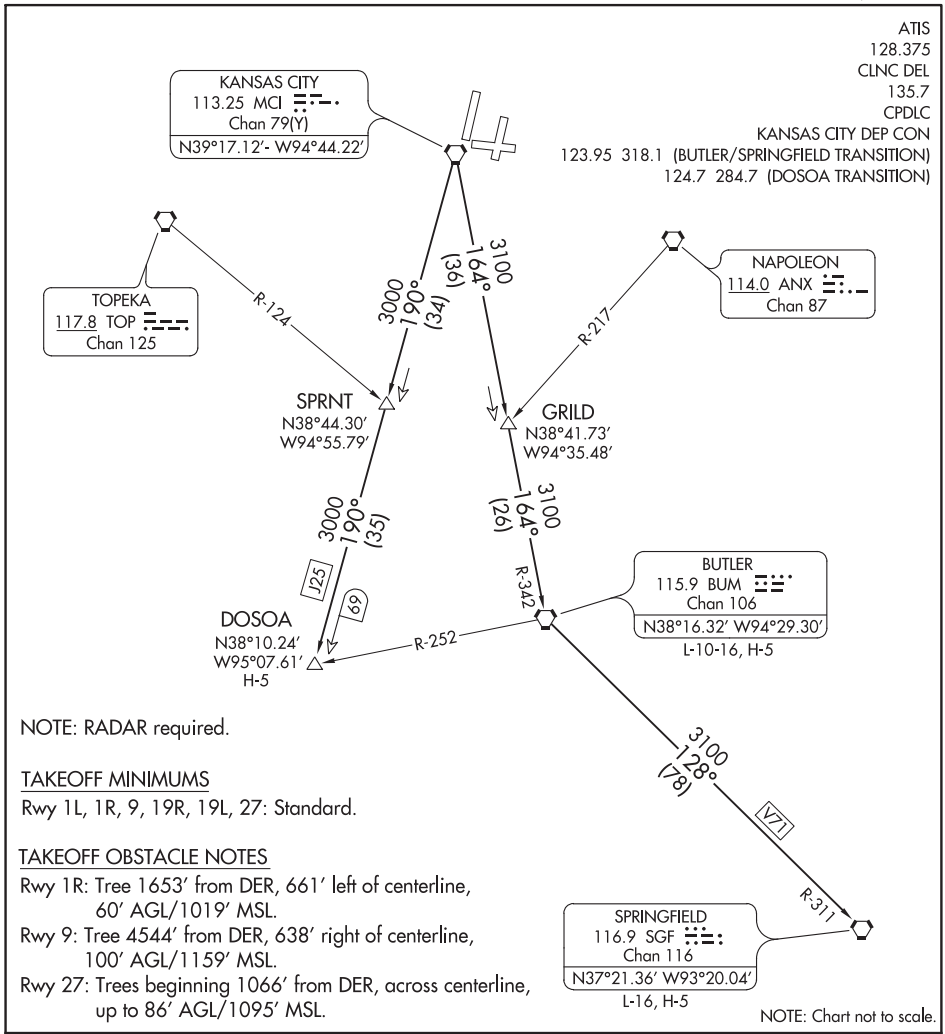 ATIS
128.375
CLNC DEL
135.7
CPDLC
KANSAS CITY DEP CON
123.95 318.1 (BUTLER/SPRINGFIELD TRANSITION)
124.7 284.7 (DOSOA TRANSITION)
KANSAS CITY
113.25 MCI
Chan 79(Y)
N39°17.12'- W94°44.22'
TOPEKA
117.8 TOP
Chan 125
R-124
3000
190°
(34)
3100
164°
(36)
NAPOLEON
114.0 ANX
Chan 87
R-217
SPRNT
N38°44.30'
W94°55.79'
GRILD
N38°41.73'
W94°35.48'
3000
190°
(35)
3100
164°
(26)
J25
69
R-342
DOSOA
N38°10.24'
W95°07.61'
H-5
R-252
BUTLER
115.9 BUM
Chan 106
N38°16.32' W94°29.30'
L-10-16, H-5
3100
128°
(78)
V71
R-311
SPRINGFIELD
116.9 SGF
Chan 116
N37°21.36' W93°20.04'
L-16, H-5
NOTE: RADAR required.
TAKEOFF MINIMUMS
Rwy 1L, 1R, 9, 19R, 19L, 27: Standard.
TAKEOFF OBSTACLE NOTES
Rwy 1R: Tree 1653' from DER, 661' left of centerline,
60' AGL/1019' MSL.
Rwy 9: Tree 4544' from DER, 638' right of centerline,
100' AGL/1159' MSL.
Rwy 27: Trees beginning 1066' from DER, across centerline,
up to 86' AGL/1095' MSL.
NOTE: Chart not to scale.